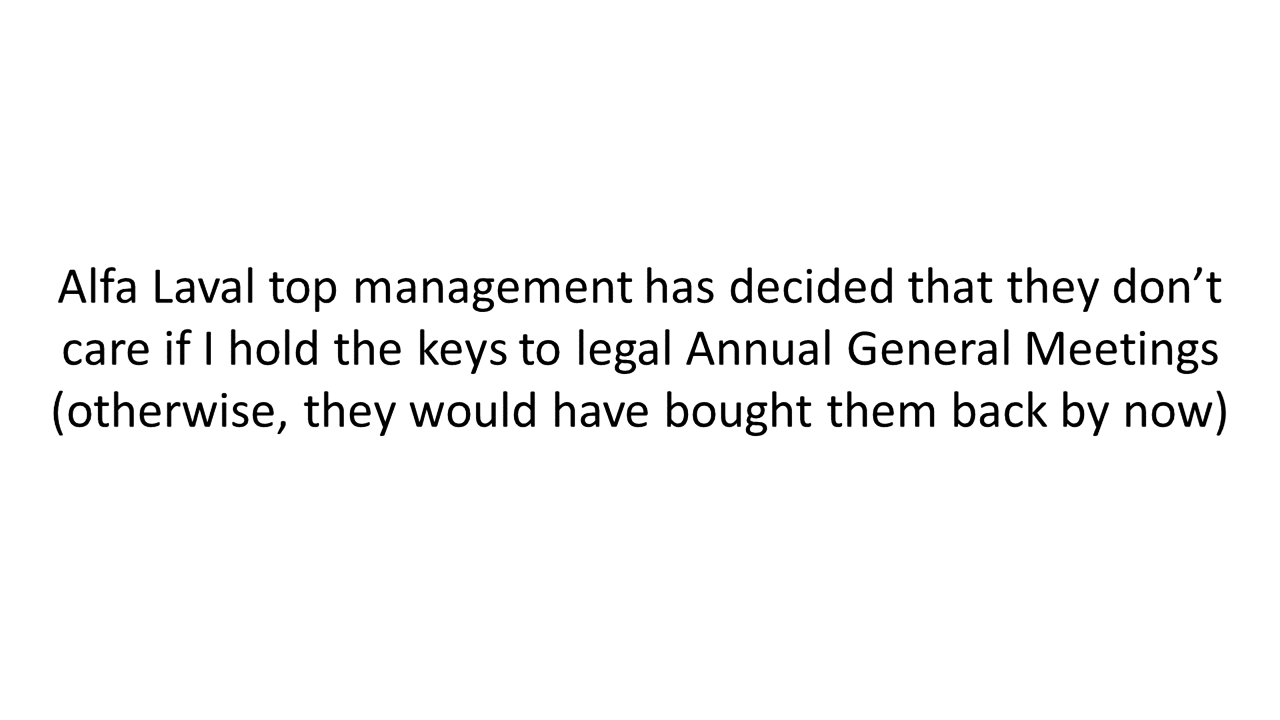 Alfa Laval top management has decided that they don’t
care if I hold the keys to legal Annual General Meetings
(otherwise, they would have bought them back by now)